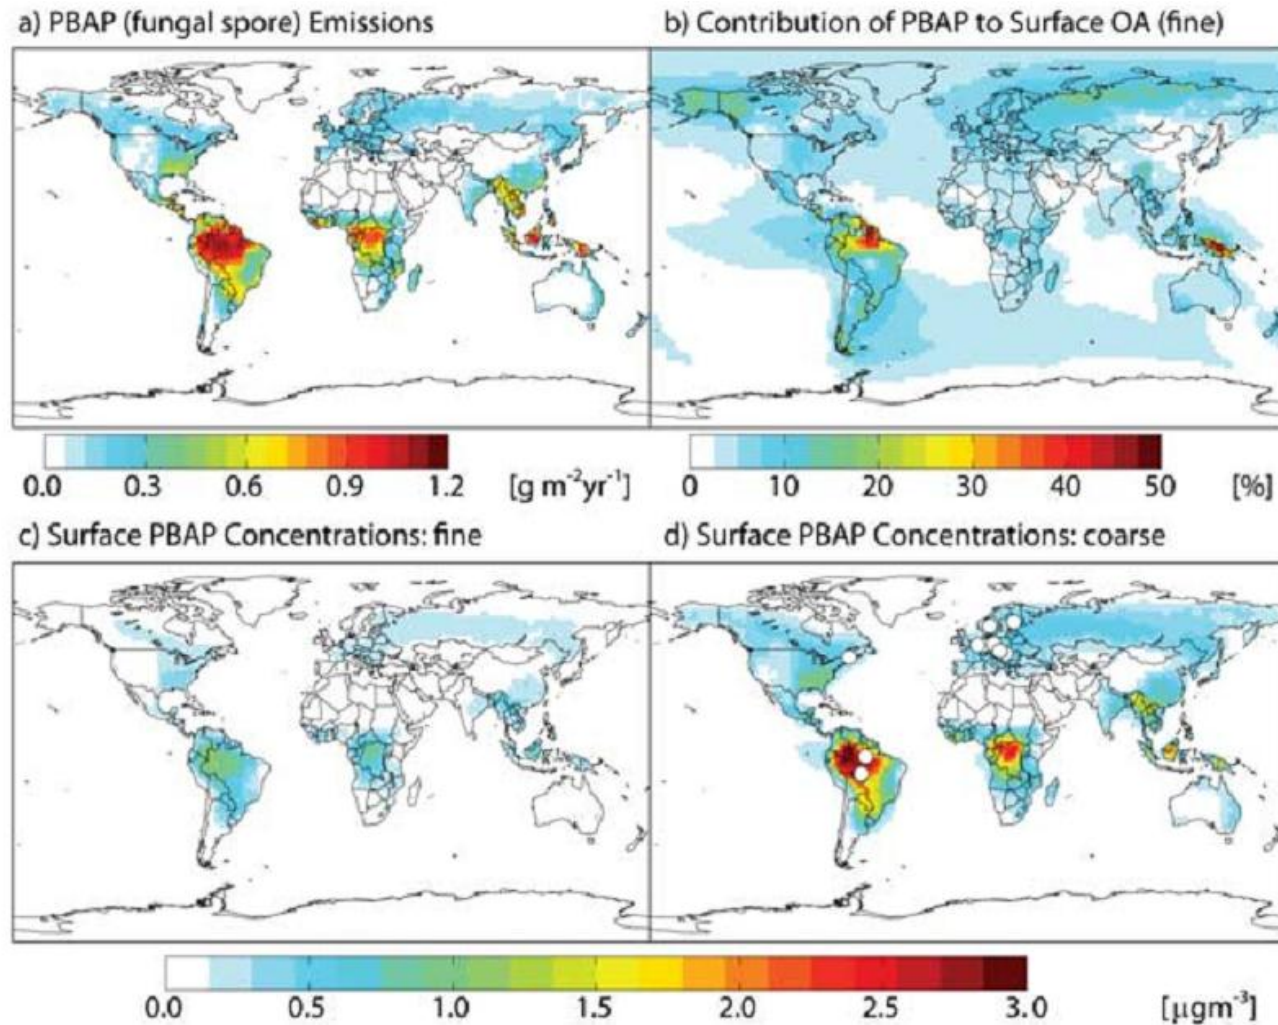 a) PBAP (fungal spore) Emissions
b) Contribution of PBAP to Surface OA (fine)
0.0 0.3 0.6 0.9 1.2 [g m⁻²yr⁻¹]
0 10 20 30 40 50 [%]
c) Surface PBAP Concentrations: fine
d) Surface PBAP Concentrations: coarse
0.0 0.5 1.0 1.5 2.0 2.5 3.0 [μgm⁻³]